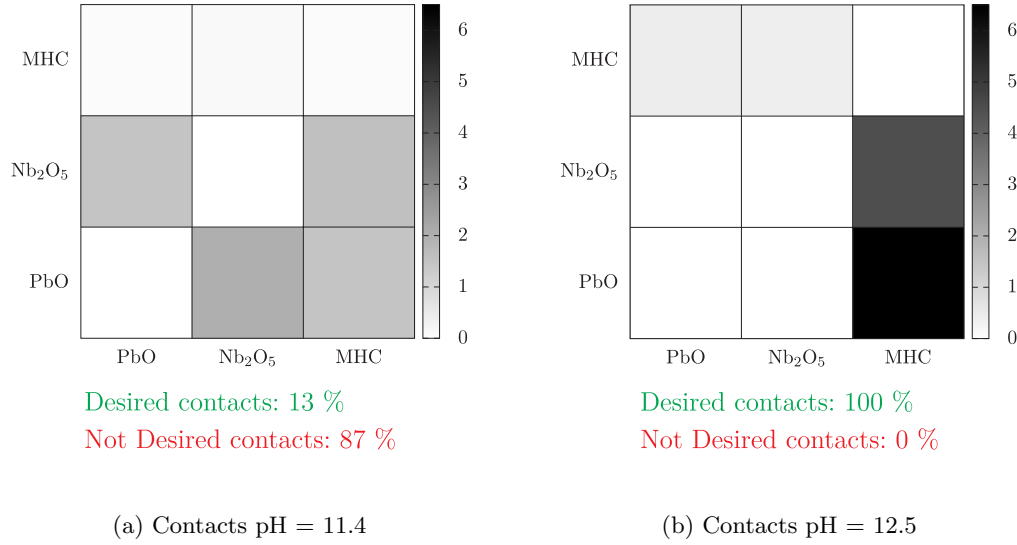 MHC
Nb₂O₅
PbO
PbO Nb₂O₅ MHC
6
5
4
3
2
1
0
Desired contacts: 13 %
Not Desired contacts: 87 %
(a) Contacts pH = 11.4
MHC
Nb₂O₅
PbO
PbO Nb₂O₅ MHC
6
5
4
3
2
1
0
Desired contacts: 100 %
Not Desired contacts: 0 %
(b) Contacts pH = 12.5